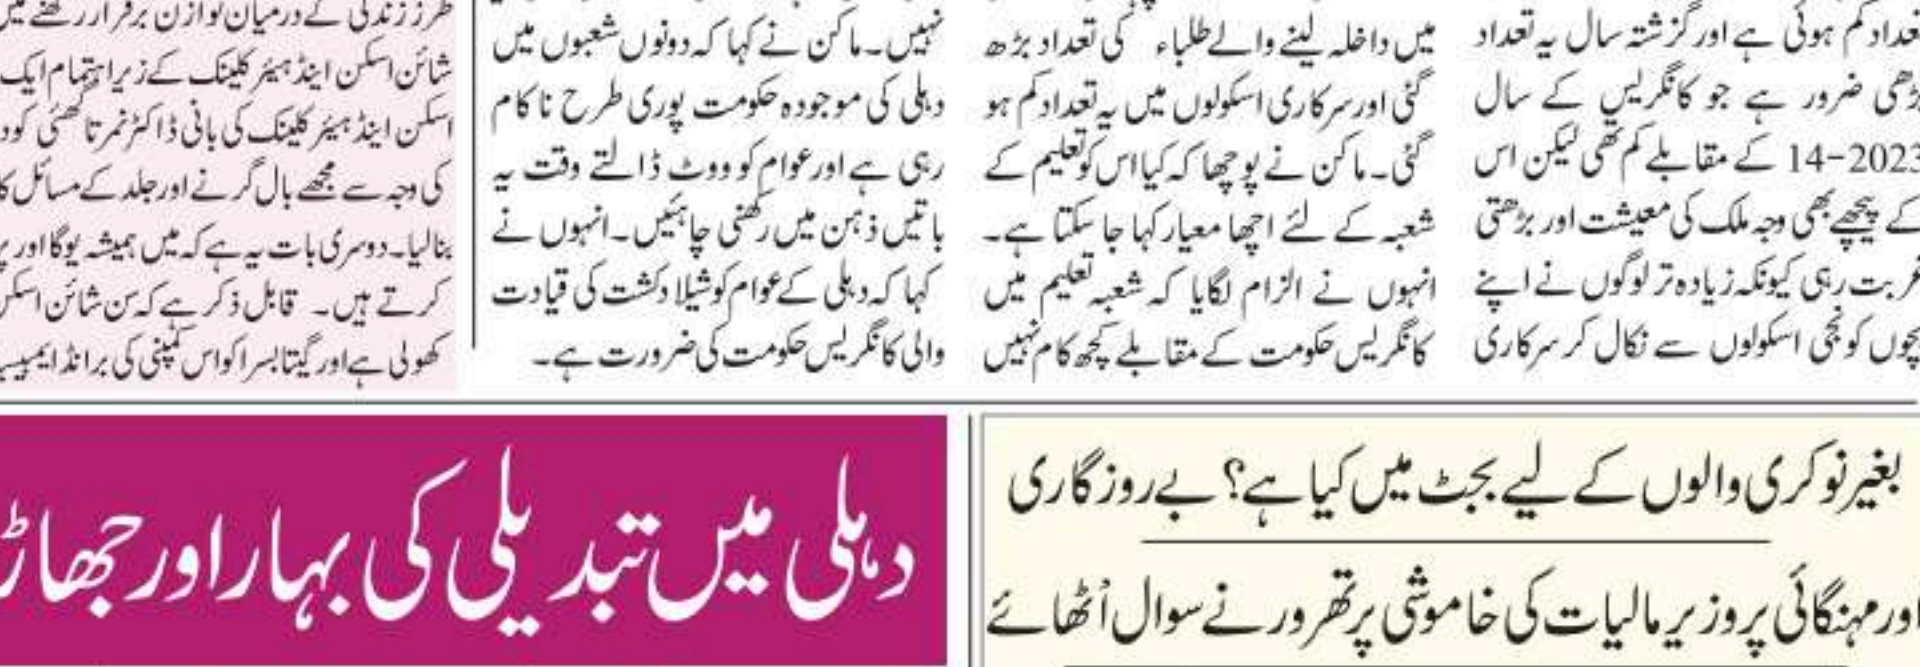 تعداد کم ہوئی ہے اور گزشتہ سال یہ تعداد
بڑھی ضرور ہے جو کانگریس کے سال
2023-14 کے مقابلے کم تھی لیکن اس
کے پیچھے بھی وجہ ملک کی معیشت اور بڑھتی
غربت رہی کیونکہ زیادہ تر لوگوں نے اپنے
بچوں کو نجی اسکولوں سے نکال کر سرکاری
میں داخلہ لینے والے طلباء کی تعداد بڑھ
گئی اور سرکاری اسکولوں میں یہ تعداد کم ہو
گئی۔ ماکن نے پوچھا کہ کیا اس کو تعلیم کے
شعبہ کے لئے اچھا معیار کہا جا سکتا ہے۔
انہوں نے الزام لگایا کہ شعبہ تعلیم میں
کانگریس حکومت کے مقابلے کچھ کام نہیں
نہیں۔ ماکن نے کہا کہ دونوں شعبوں میں
دہلی کی موجودہ حکومت پوری طرح ناکام
رہی ہے اور عوام کو ووٹ ڈالتے وقت یہ
باتیں ذہن میں رکھنی چاہئیں۔ انہوں نے
کہا کہ دہلی کے عوام کو شیلا دکشت کی قیادت
والی کانگریس حکومت کی ضرورت ہے۔
طرز زندگی کے درمیان توازن برقرار رکھنے میں
شائن اسکن اینڈ ہیئر کلینک کے زیر اہتمام ایک
اسکن اینڈ ہیئر کلینک کی بانی ڈاکٹر نمرتا گھئی
کی وجہ سے مجھے بال گرنے اور جلد کے مسائل کا
بنالیا۔ دوسری بات یہ ہے کہ میں ہمیشہ یوگا اور
کرتے ہیں۔ قابل ذکر ہے کہ سن شائن اسکن
کھولی ہے اور گیتا بسرا کو اس کمپنی کی برانڈ
بغیر نوکری والوں کے لیے بجٹ میں کیا ہے؟ بے روزگاری
اور مہنگائی پر وزیر مالیات کی خاموشی پر تھرور نے سوال اُٹھائے
دہلی میں تبدیلی کی بہار اور جھاڑ